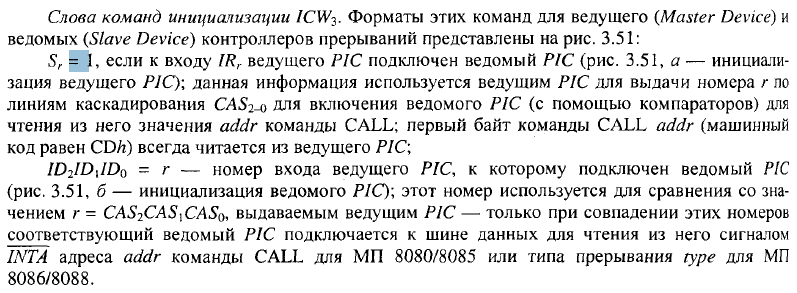 Слова команд инициализации ICW₃. Форматы этих команд для ведущего (Master Device) и
ведомых (Slave Device) контроллеров прерываний представлены на рис. 3.51:
Sᵣ = 1, если к входу IRᵣ ведущего PIC подключен ведомый PIC (рис. 3.51, а — инициали-
зация ведущего PIC); данная информация используется ведущим PIC для выдачи номера r по
линиям каскадирования CAS₂₋₀ для включения ведомого PIC (с помощью компараторов) для
чтения из него значения addr команды CALL; первый байт команды CALL addr (машинный
код равен CDh) всегда читается из ведущего PIC;
ID₂ID₁ID₀ = r — номер входа ведущего PIC, к которому подключен ведомый PIC
(рис. 3.51, б — инициализация ведомого PIC); этот номер используется для сравнения со зна-
чением r = CAS₂CAS₁CAS₀, выдаваемым ведущим PIC — только при совпадении этих номеров
соответствующий ведомый PIC подключается к шине данных для чтения из него сигналом
I̅N̅T̅A̅ адреса addr команды CALL для МП 8080/8085 или типа прерывания type для МП
8086/8088.